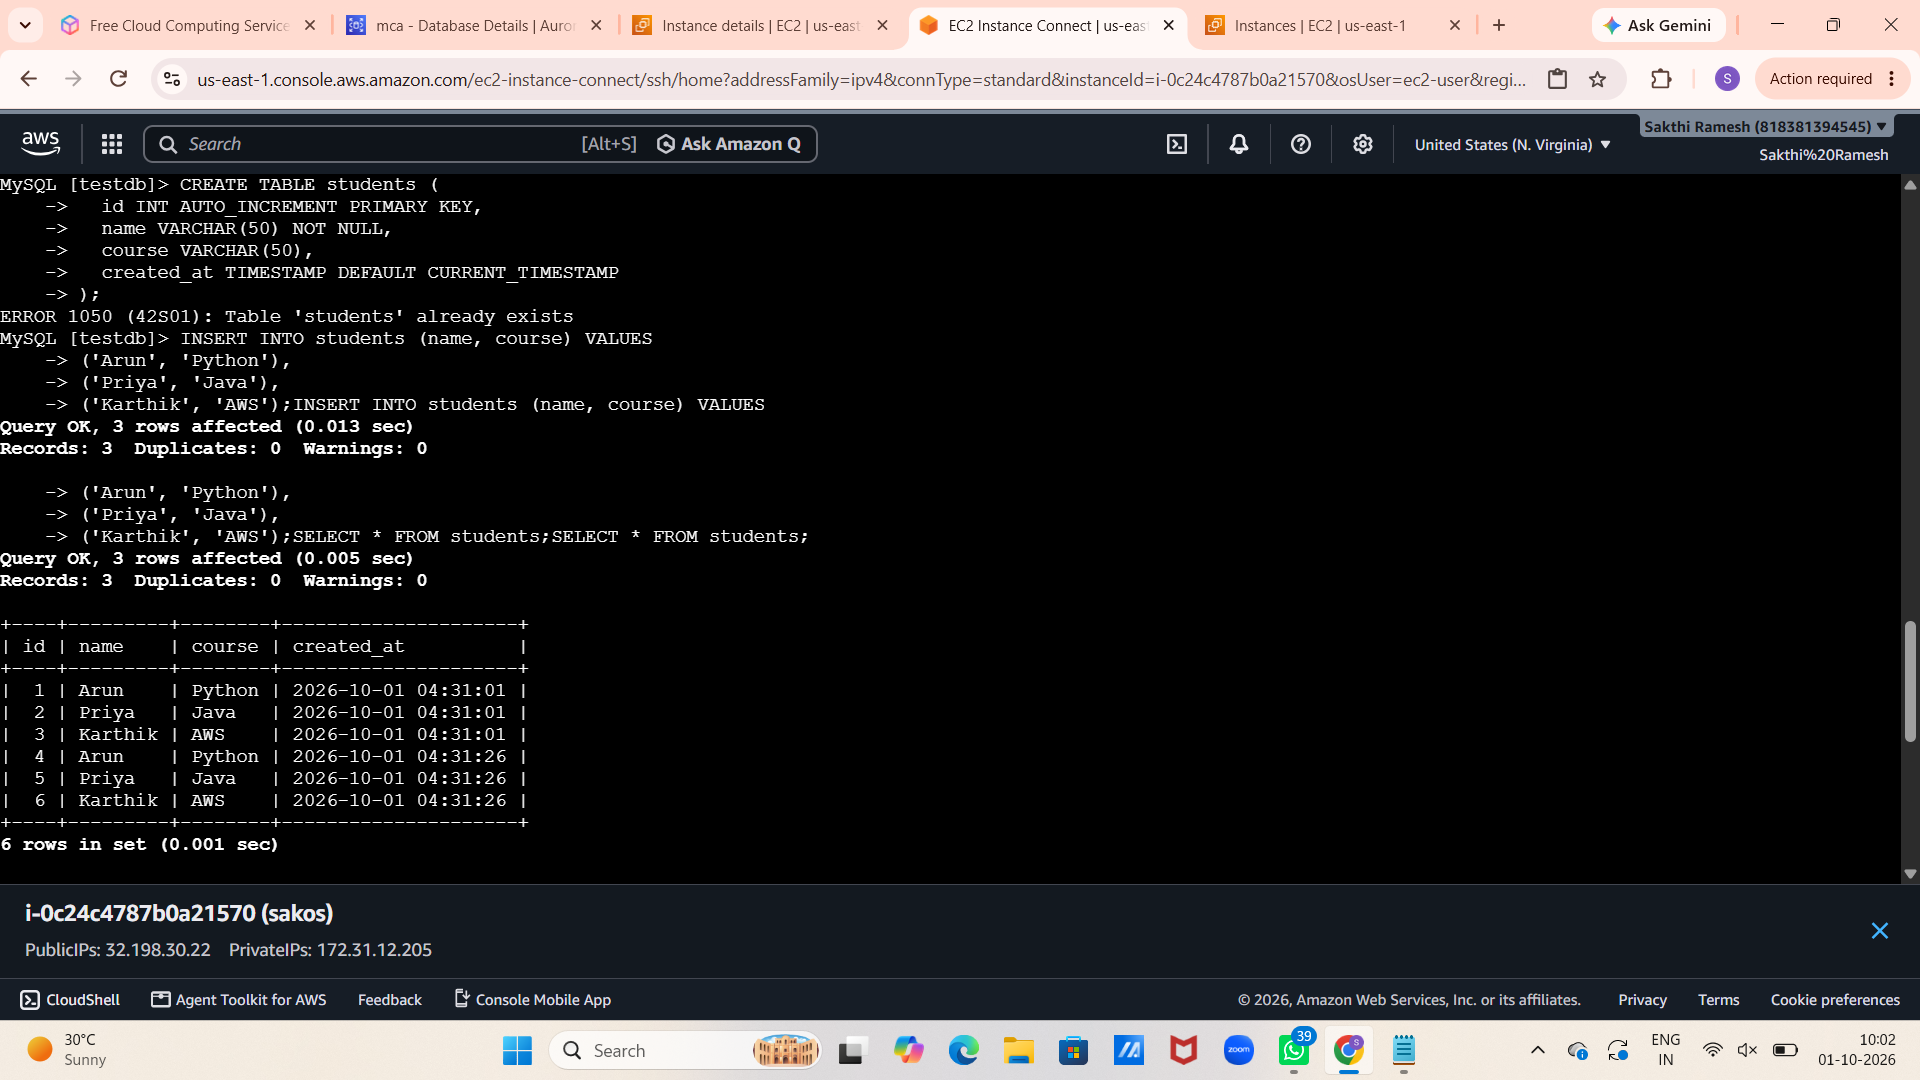 Free Cloud Computing Service
mca - Database Details | Auror
Instance details | EC2 | us-east
EC2 Instance Connect | us-east
Instances | EC2 | us-east-1
Ask Gemini
us-east-1.console.aws.amazon.com/ec2-instance-connect/ssh/home?addressFamily=ipv4&connType=standard&instanceId=i-0c24c4787b0a21570&osUser=ec2-user&regi...
S
Action required
aws
Search
[Alt+S]
Ask Amazon Q
United States (N. Virginia)
Sakthi Ramesh (818381394545)
Sakthi%20Ramesh
MySQL [testdb]> CREATE TABLE students (
    ->   id INT AUTO_INCREMENT PRIMARY KEY,
    ->   name VARCHAR(50) NOT NULL,
    ->   course VARCHAR(50),
    ->   created_at TIMESTAMP DEFAULT CURRENT_TIMESTAMP
    -> );
ERROR 1050 (42S01): Table 'students' already exists
MySQL [testdb]> INSERT INTO students (name, course) VALUES
    -> ('Arun', 'Python'),
    -> ('Priya', 'Java'),
    -> ('Karthik', 'AWS');INSERT INTO students (name, course) VALUES
Query OK, 3 rows affected (0.013 sec)
Records: 3  Duplicates: 0  Warnings: 0
    -> ('Arun', 'Python'),
    -> ('Priya', 'Java'),
    -> ('Karthik', 'AWS');SELECT * FROM students;SELECT * FROM students;
Query OK, 3 rows affected (0.005 sec)
Records: 3  Duplicates: 0  Warnings: 0
+----+---------+--------+---------------------+
| id | name    | course | created_at          |
+----+---------+--------+---------------------+
|  1 | Arun    | Python | 2026-10-01 04:31:01 |
|  2 | Priya   | Java   | 2026-10-01 04:31:01 |
|  3 | Karthik | AWS    | 2026-10-01 04:31:01 |
|  4 | Arun    | Python | 2026-10-01 04:31:26 |
|  5 | Priya   | Java   | 2026-10-01 04:31:26 |
|  6 | Karthik | AWS    | 2026-10-01 04:31:26 |
+----+---------+--------+---------------------+
6 rows in set (0.001 sec)
i-0c24c4787b0a21570 (sakos)
PublicIPs: 32.198.30.22 PrivateIPs: 172.31.12.205
CloudShell
Agent Toolkit for AWS
Feedback
Console Mobile App
© 2026, Amazon Web Services, Inc. or its affiliates.
Privacy
Terms
Cookie preferences
30°C
Sunny
Search
zoom
39
S
ENG
IN
10:02
01-10-2026